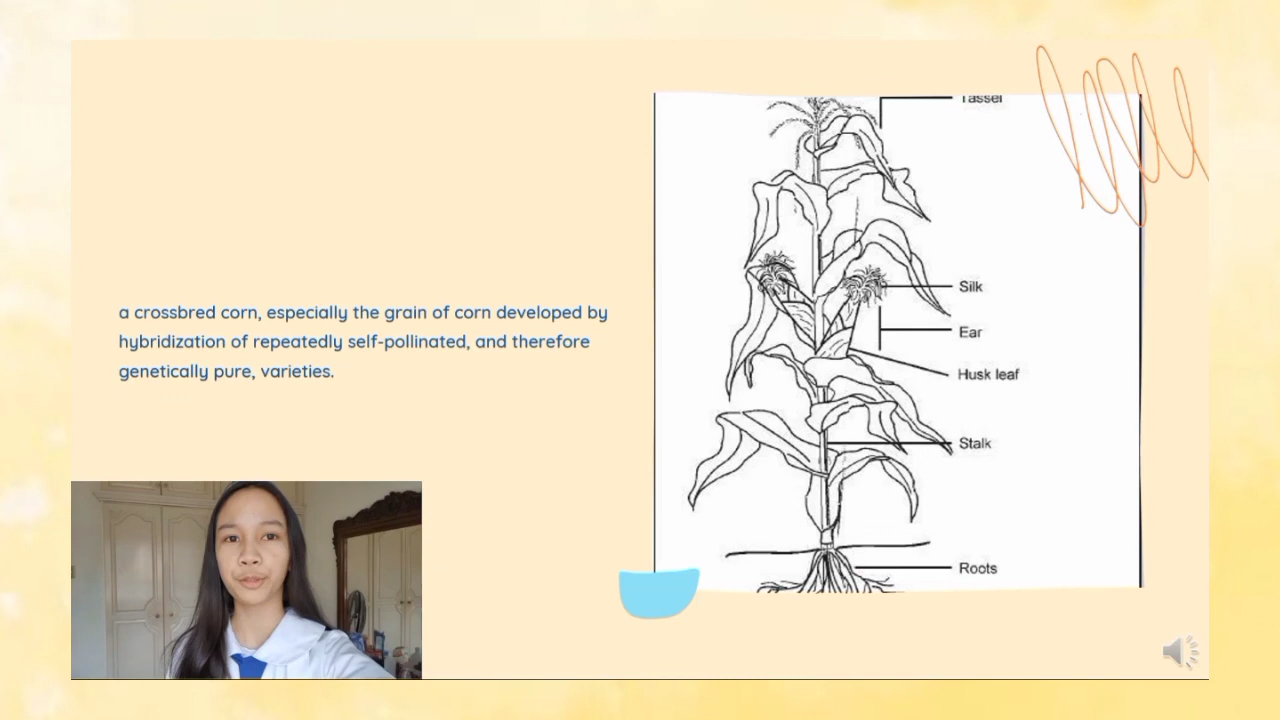 a crossbred corn, especially the grain of corn developed by
hybridization of repeatedly self-pollinated, and therefore
genetically pure, varieties.
Tassel
Silk
Ear
Husk leaf
Stalk
Roots